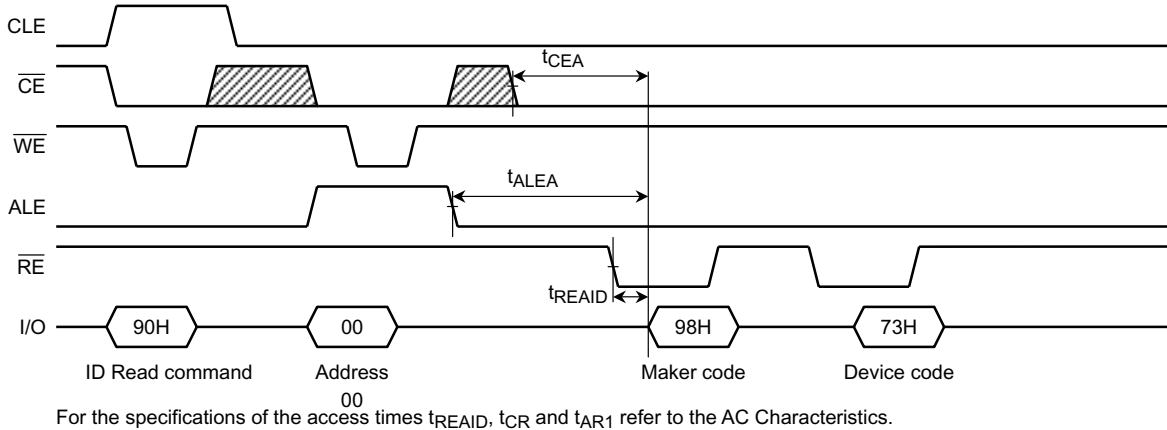 CLE
tCEA
CE
WE
tALEA
ALE
RE
tREAID
I/O
90H
00
98H
73H
ID Read command
Address
00
Maker code
Device code
For the specifications of the access times tREAID, tCR and tAR1 refer to the AC Characteristics.